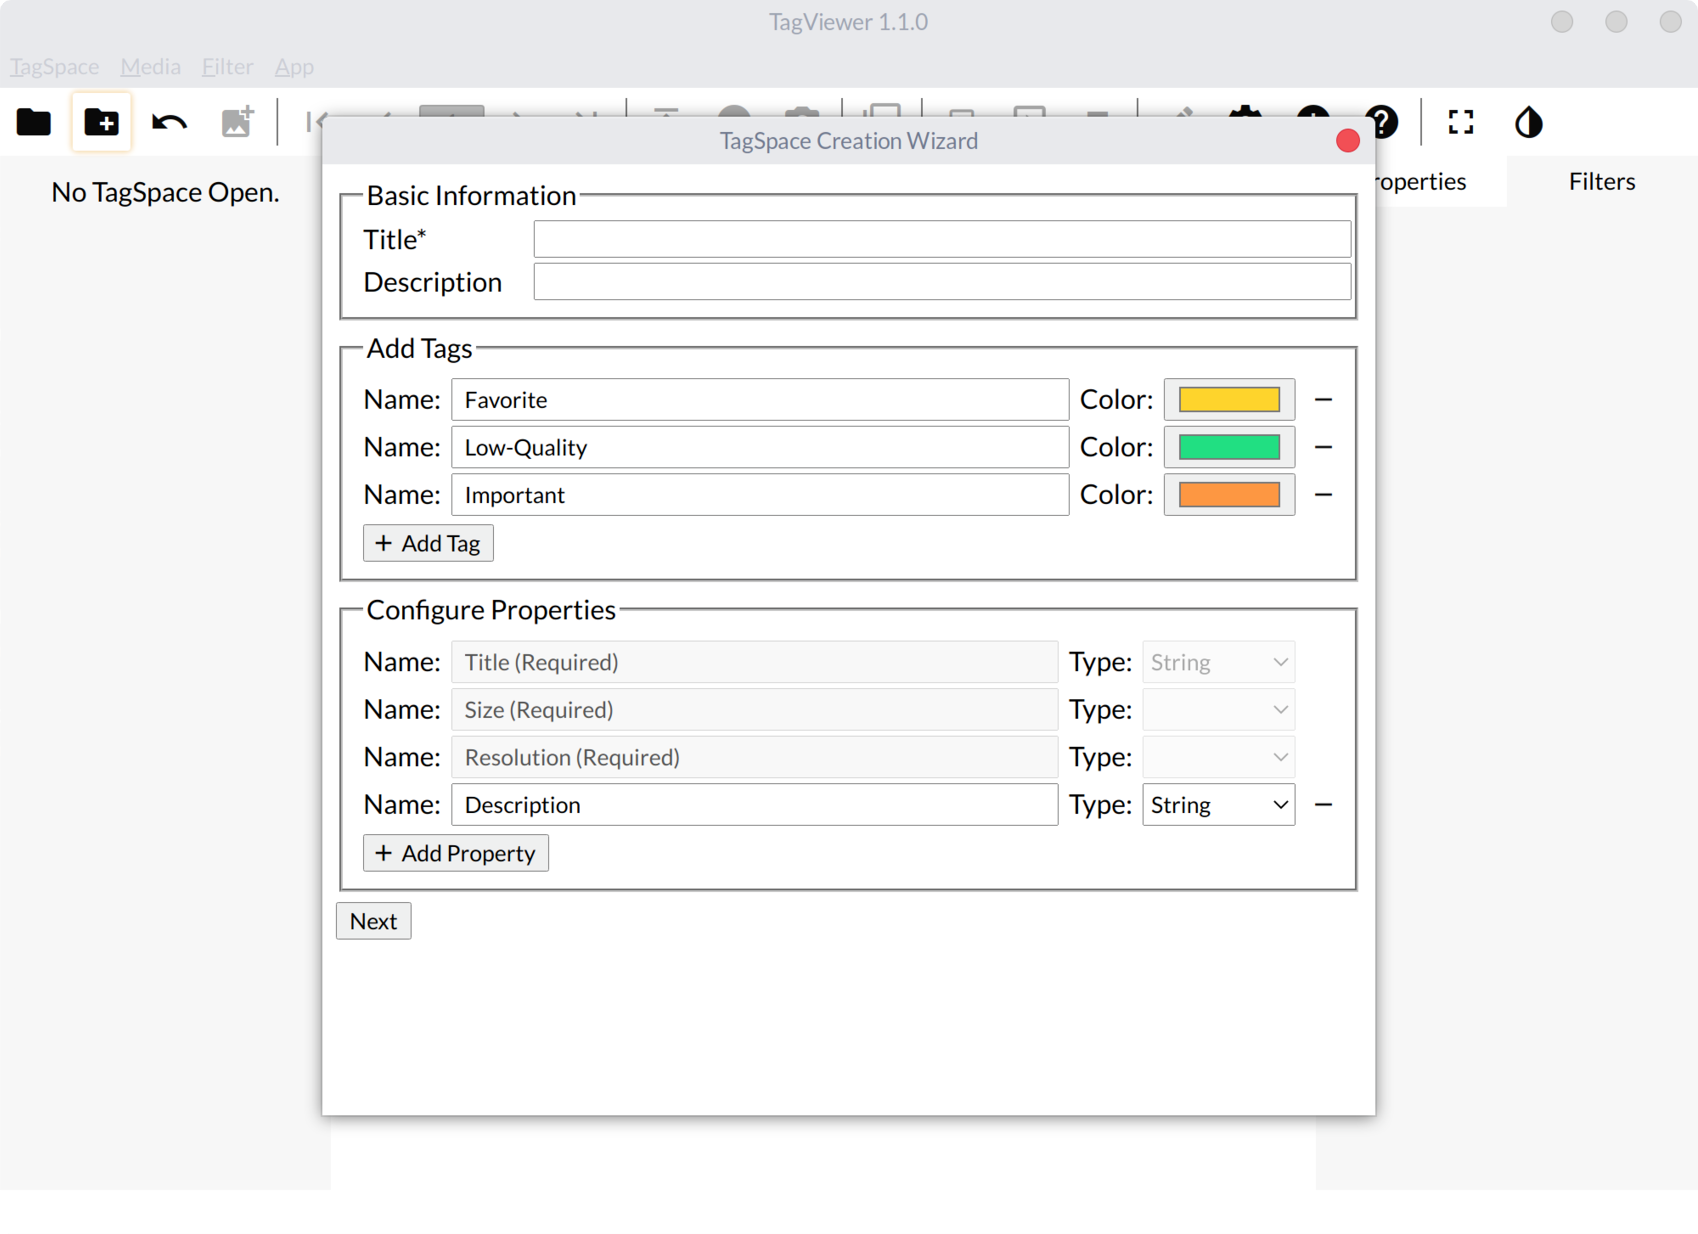 TagViewer 1.1.0
TagSpace Media Filter App
No TagSpace Open.
TagSpace Creation Wizard
roperties
Filters
Basic Information
Title*
Description
Add Tags
Name: Favorite Color:
Name: Low-Quality Color:
Name: Important Color:
+ Add Tag
Configure Properties
Name: Title (Required) Type: String
Name: Size (Required) Type:
Name: Resolution (Required) Type:
Name: Description Type: String
+ Add Property
Next